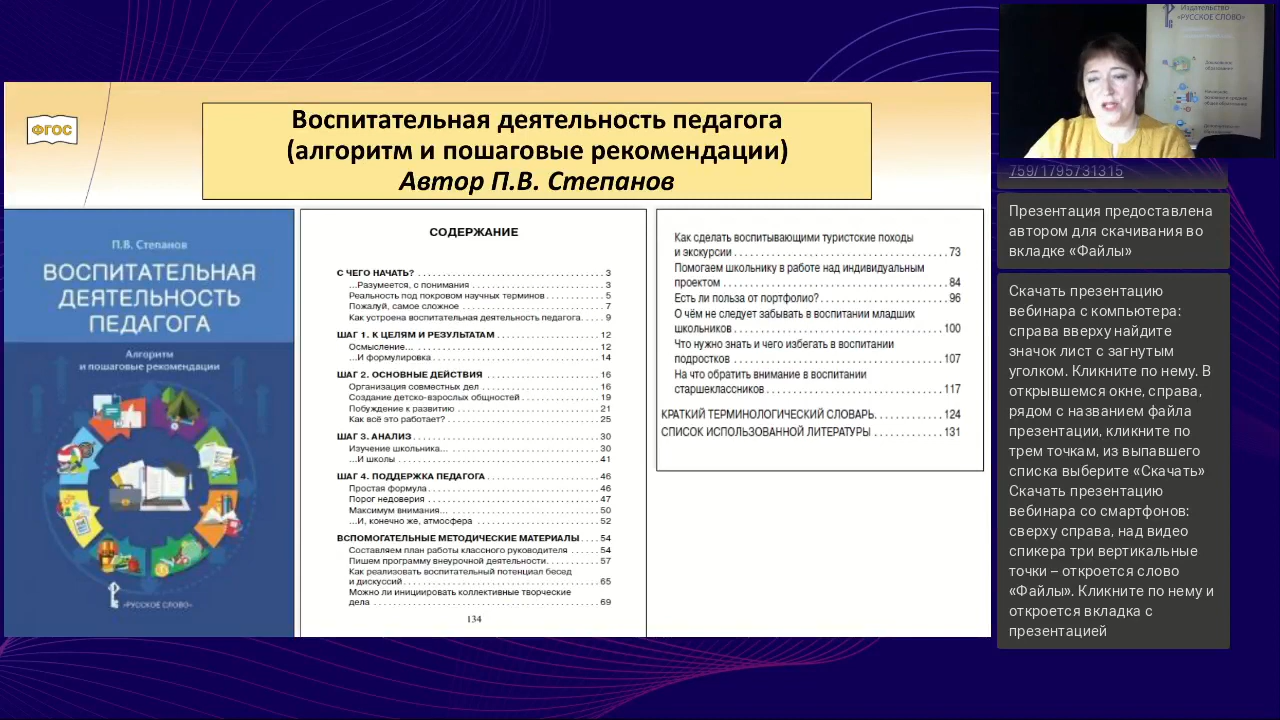 Воспитательная деятельность педагога
(алгоритм и пошаговые рекомендации)
Автор П.В. Степанов
ФГОС
П.В. Степанов
ВОСПИТАТЕЛЬНАЯ
ДЕЯТЕЛЬНОСТЬ
ПЕДАГОГА
Алгоритм
и пошаговые рекомендации
«РУССКОЕ СЛОВО»
СОДЕРЖАНИЕ
С ЧЕГО НАЧАТЬ? 3
...Разумеется, с понимания 3
Реальность под покровом научных терминов 5
Пожалуй, самое сложное 7
Как устроена воспитательная деятельность педагога. 9
ШАГ 1. К ЦЕЛЯМ И РЕЗУЛЬТАТАМ 12
Осмысление... 12
...И формулировка 14
ШАГ 2. ОСНОВНЫЕ ДЕЙСТВИЯ 16
Организация совместных дел 16
Создание детско-взрослых общностей 19
Побуждение к развитию 21
Как всё это работает? 25
ШАГ 3. АНАЛИЗ 30
Изучение школьника... 30
...И школы 41
ШАГ 4. ПОДДЕРЖКА ПЕДАГОГА 46
Простая формула 46
Порог недоверия 47
Максимум внимания... 50
...И, конечно же, атмосфера 52
ВСПОМОГАТЕЛЬНЫЕ МЕТОДИЧЕСКИЕ МАТЕРИАЛЫ 54
Составляем план работы классного руководителя 54
Пишем программу внеурочной деятельности 57
Как реализовать воспитательный потенциал бесед
и дискуссий 65
Можно ли инициировать коллективные творческие
дела 69
134
Как сделать воспитывающими туристские походы
и экскурсии 73
Помогаем школьнику в работе над индивидуальным
проектом 84
Есть ли польза от портфолио? 96
О чём не следует забывать в воспитании младших
школьников 100
Что нужно знать и чего избегать в воспитании
подростков 107
На что обратить внимание в воспитании
старшеклассников 117
КРАТКИЙ ТЕРМИНОЛОГИЧЕСКИЙ СЛОВАРЬ 124
СПИСОК ИСПОЛЬЗОВАННОЙ ЛИТЕРАТУРЫ 131
Издательство
«РУССКОЕ СЛОВО»
759/1795731315
Презентация предоставлена
автором для скачивания во
вкладке «Файлы»
Скачать презентацию
вебинара с компьютера:
справа вверху найдите
значок лист с загнутым
уголком. Кликните по нему. В
открывшемся окне, справа,
рядом с названием файла
презентации, кликните по
трем точкам, из выпавшего
списка выберите «Скачать»
Скачать презентацию
вебинара со смартфонов:
сверху справа, над видео
спикера три вертикальные
точки – откроется слово
«Файлы». Кликните по нему и
откроется вкладка с
презентацией